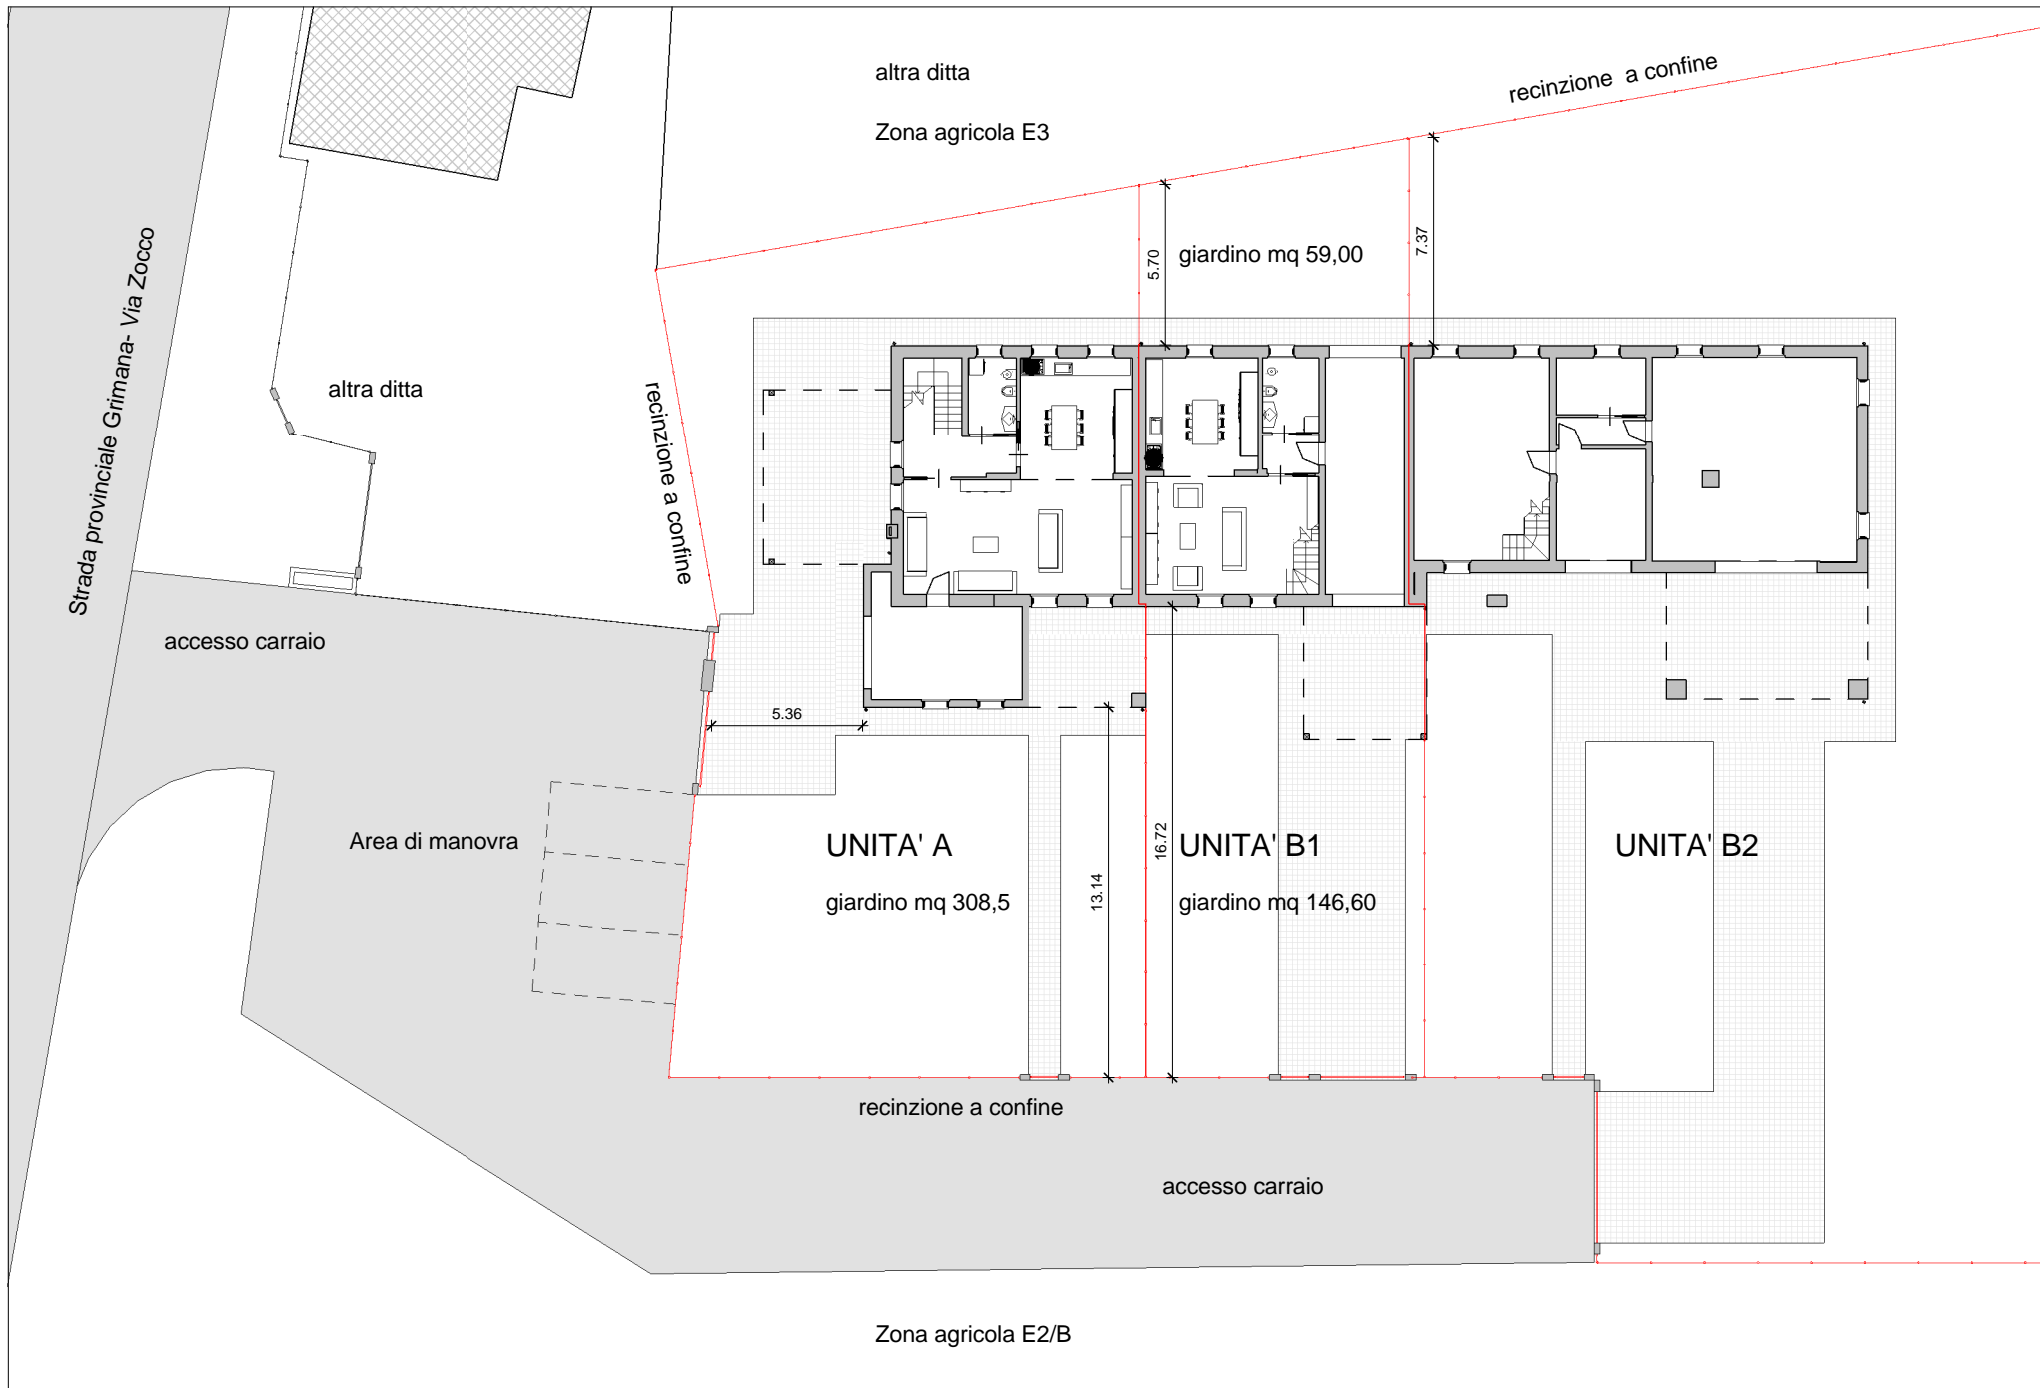 altra ditta
recinzione a confine
Zona agricola E3
Strada provinciale Grimana- Via Zocco
5.70
giardino mq 59,00
7.37
altra ditta
recinzione a confine
accesso carraio
5.36
Area di manovra
UNITA' A
16.72
UNITA' B1
UNITA' B2
giardino mq 308,5
13.14
giardino mq 146,60
recinzione a confine
accesso carraio
Zona agricola E2/B